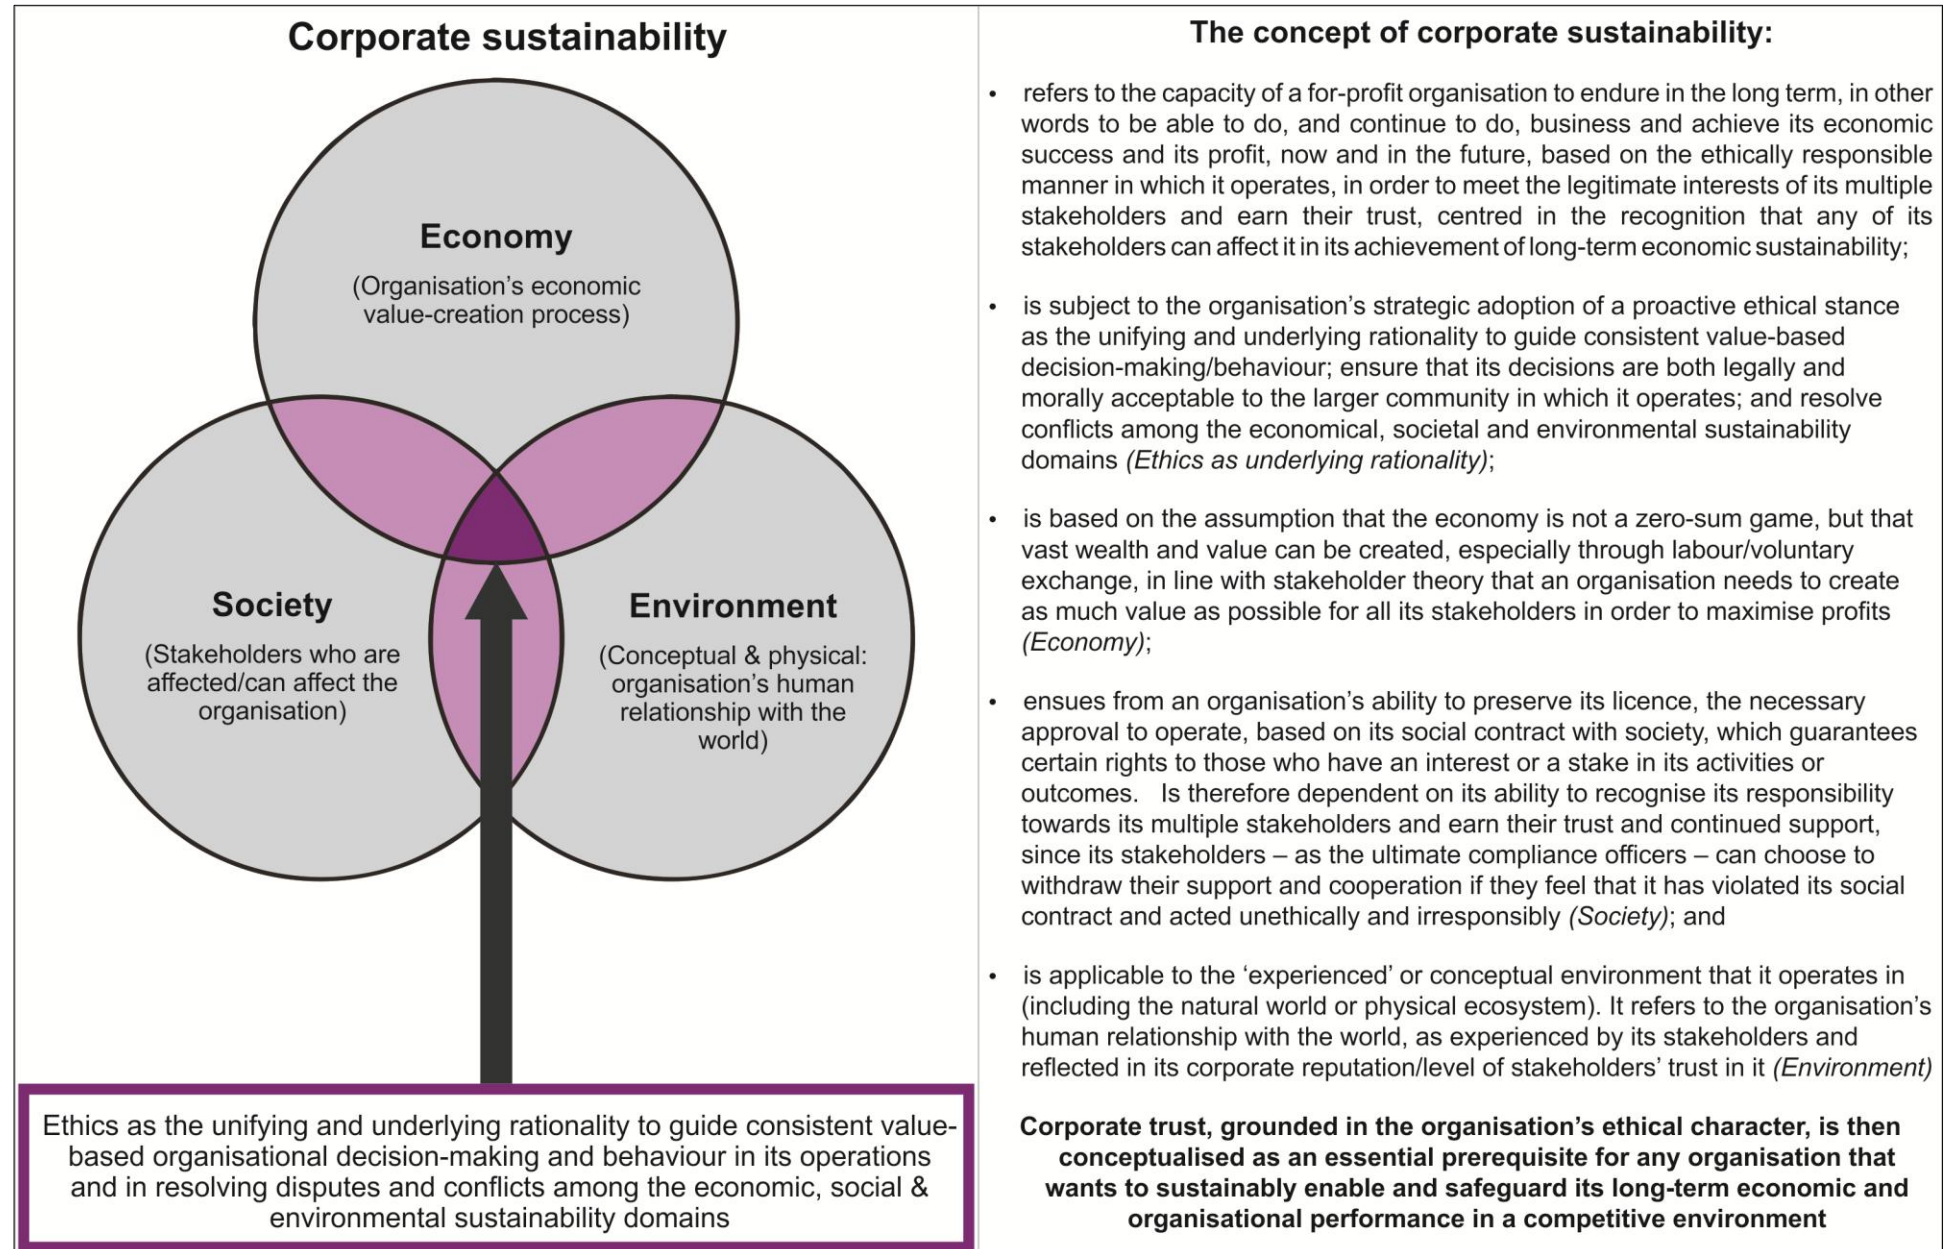 Corporate sustainability
Economy
(Organisation’s economic
value-creation process)
Society
(Stakeholders who are
affected/can affect the
organisation)
Environment
(Conceptual & physical:
organisation’s human
relationship with the
world)
Ethics as the unifying and underlying rationality to guide consistent value-
based organisational decision-making and behaviour in its operations
and in resolving disputes and conflicts among the economic, social &
environmental sustainability domains
The concept of corporate sustainability:
• refers to the capacity of a for-profit organisation to endure in the long term, in other
words to be able to do, and continue to do, business and achieve its economic
success and its profit, now and in the future, based on the ethically responsible
manner in which it operates, in order to meet the legitimate interests of its multiple
stakeholders and earn their trust, centred in the recognition that any of its
stakeholders can affect it in its achievement of long-term economic sustainability;
• is subject to the organisation’s strategic adoption of a proactive ethical stance
as the unifying and underlying rationality to guide consistent value-based
decision-making/behaviour; ensure that its decisions are both legally and
morally acceptable to the larger community in which it operates; and resolve
conflicts among the economical, societal and environmental sustainability
domains (Ethics as underlying rationality);
• is based on the assumption that the economy is not a zero-sum game, but that
vast wealth and value can be created, especially through labour/voluntary
exchange, in line with stakeholder theory that an organisation needs to create
as much value as possible for all its stakeholders in order to maximise profits
(Economy);
• ensues from an organisation’s ability to preserve its licence, the necessary
approval to operate, based on its social contract with society, which guarantees
certain rights to those who have an interest or a stake in its activities or
outcomes. Is therefore dependent on its ability to recognise its responsibility
towards its multiple stakeholders and earn their trust and continued support,
since its stakeholders – as the ultimate compliance officers – can choose to
withdraw their support and cooperation if they feel that it has violated its social
contract and acted unethically and irresponsibly (Society); and
• is applicable to the ‘experienced’ or conceptual environment that it operates in
(including the natural world or physical ecosystem). It refers to the organisation’s
human relationship with the world, as experienced by its stakeholders and
reflected in its corporate reputation/level of stakeholders’ trust in it (Environment)
Corporate trust, grounded in the organisation’s ethical character, is then
conceptualised as an essential prerequisite for any organisation that
wants to sustainably enable and safeguard its long-term economic and
organisational performance in a competitive environment